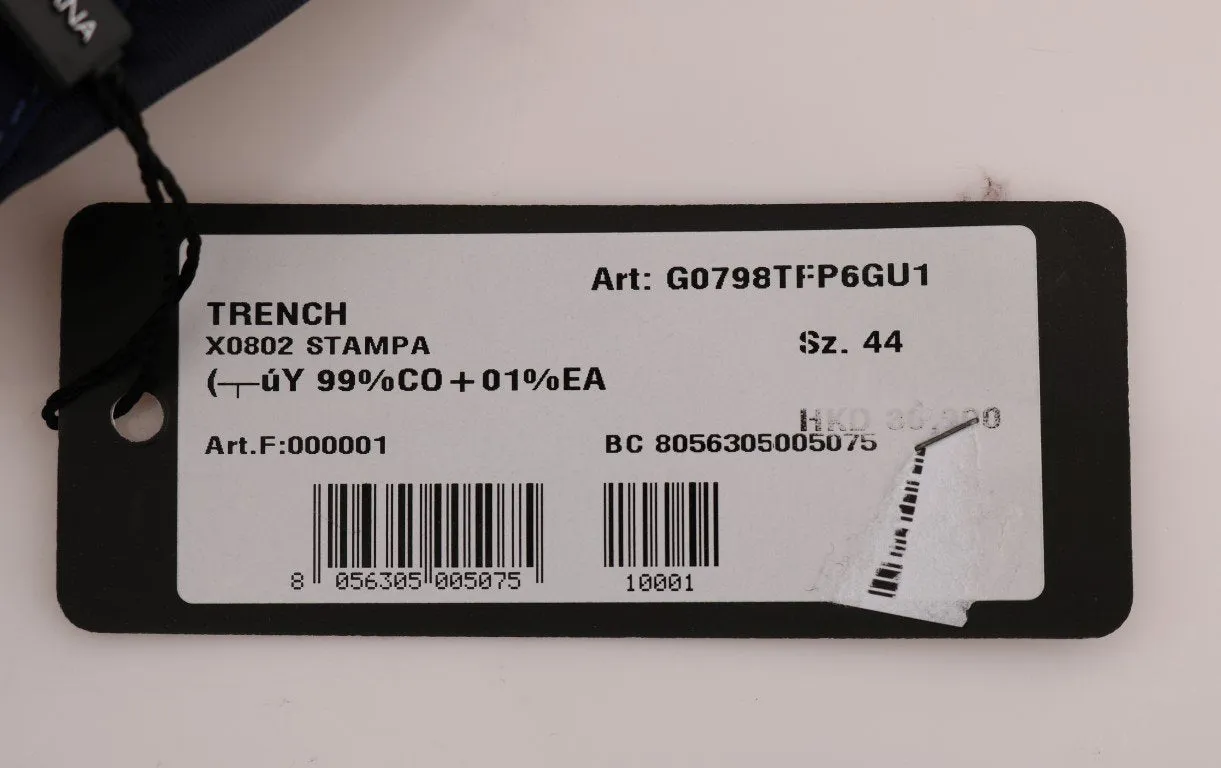 Art: G0798TFP6GU1
TRENCH
X0802 STAMPA
Sz. 44
(─┬─úY 99%CO+01%EA
HKD
Art.F:000001
BC 8056305005075
8 056305 005075
10001